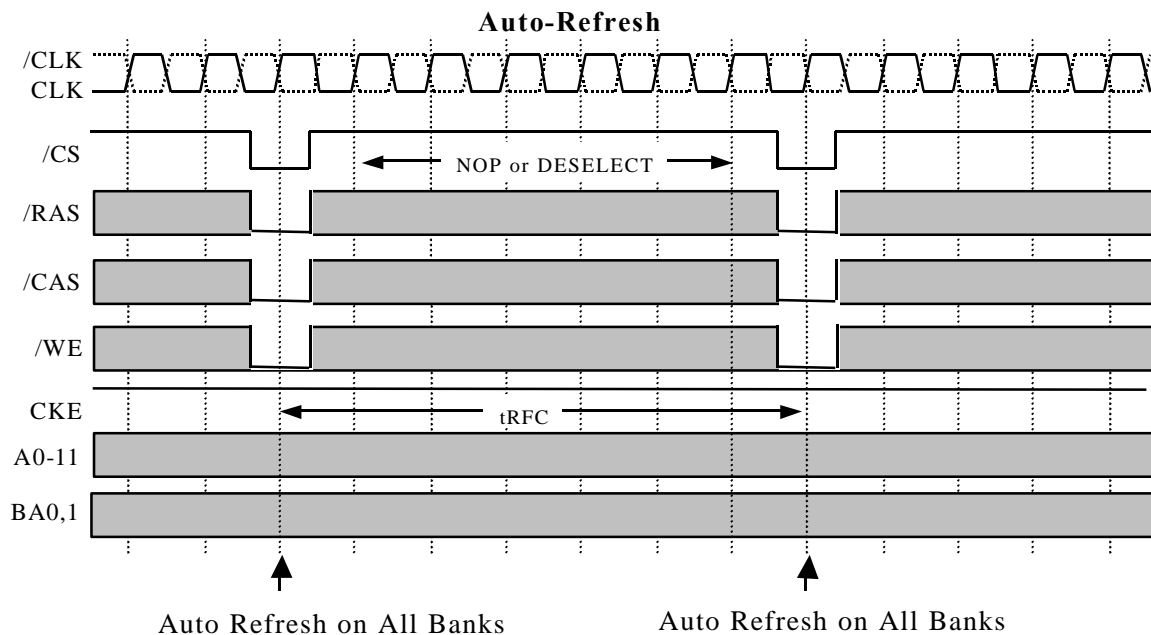 Auto-Refresh
/CLK
CLK
/CS
NOP or DESELECT
/RAS
/CAS
/WE
CKE
tRFC
A0-11
BA0,1
Auto Refresh on All Banks
Auto Refresh on All Banks